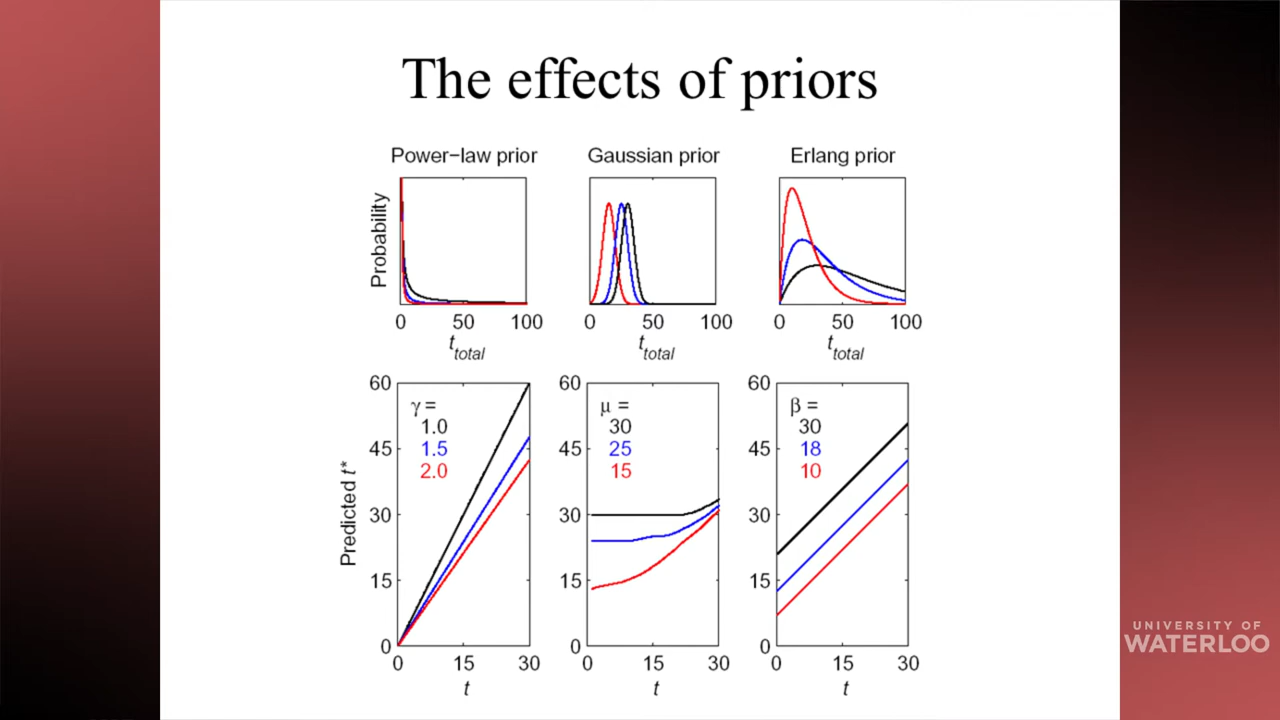 The effects of priors
Power-law prior
Gaussian prior
Erlang prior
Probability
0 50 100
0 50 100
0 50 100
t total
t total
t total
Predicted t*
60
45
30
15
0
γ =
1.0
1.5
2.0
0 15 30
t
60
45
30
15
0
μ =
30
25
15
0 15 30
t
60
45
30
15
0
β =
30
18
10
0 15 30
t
UNIVERSITY OF
WATERLOO